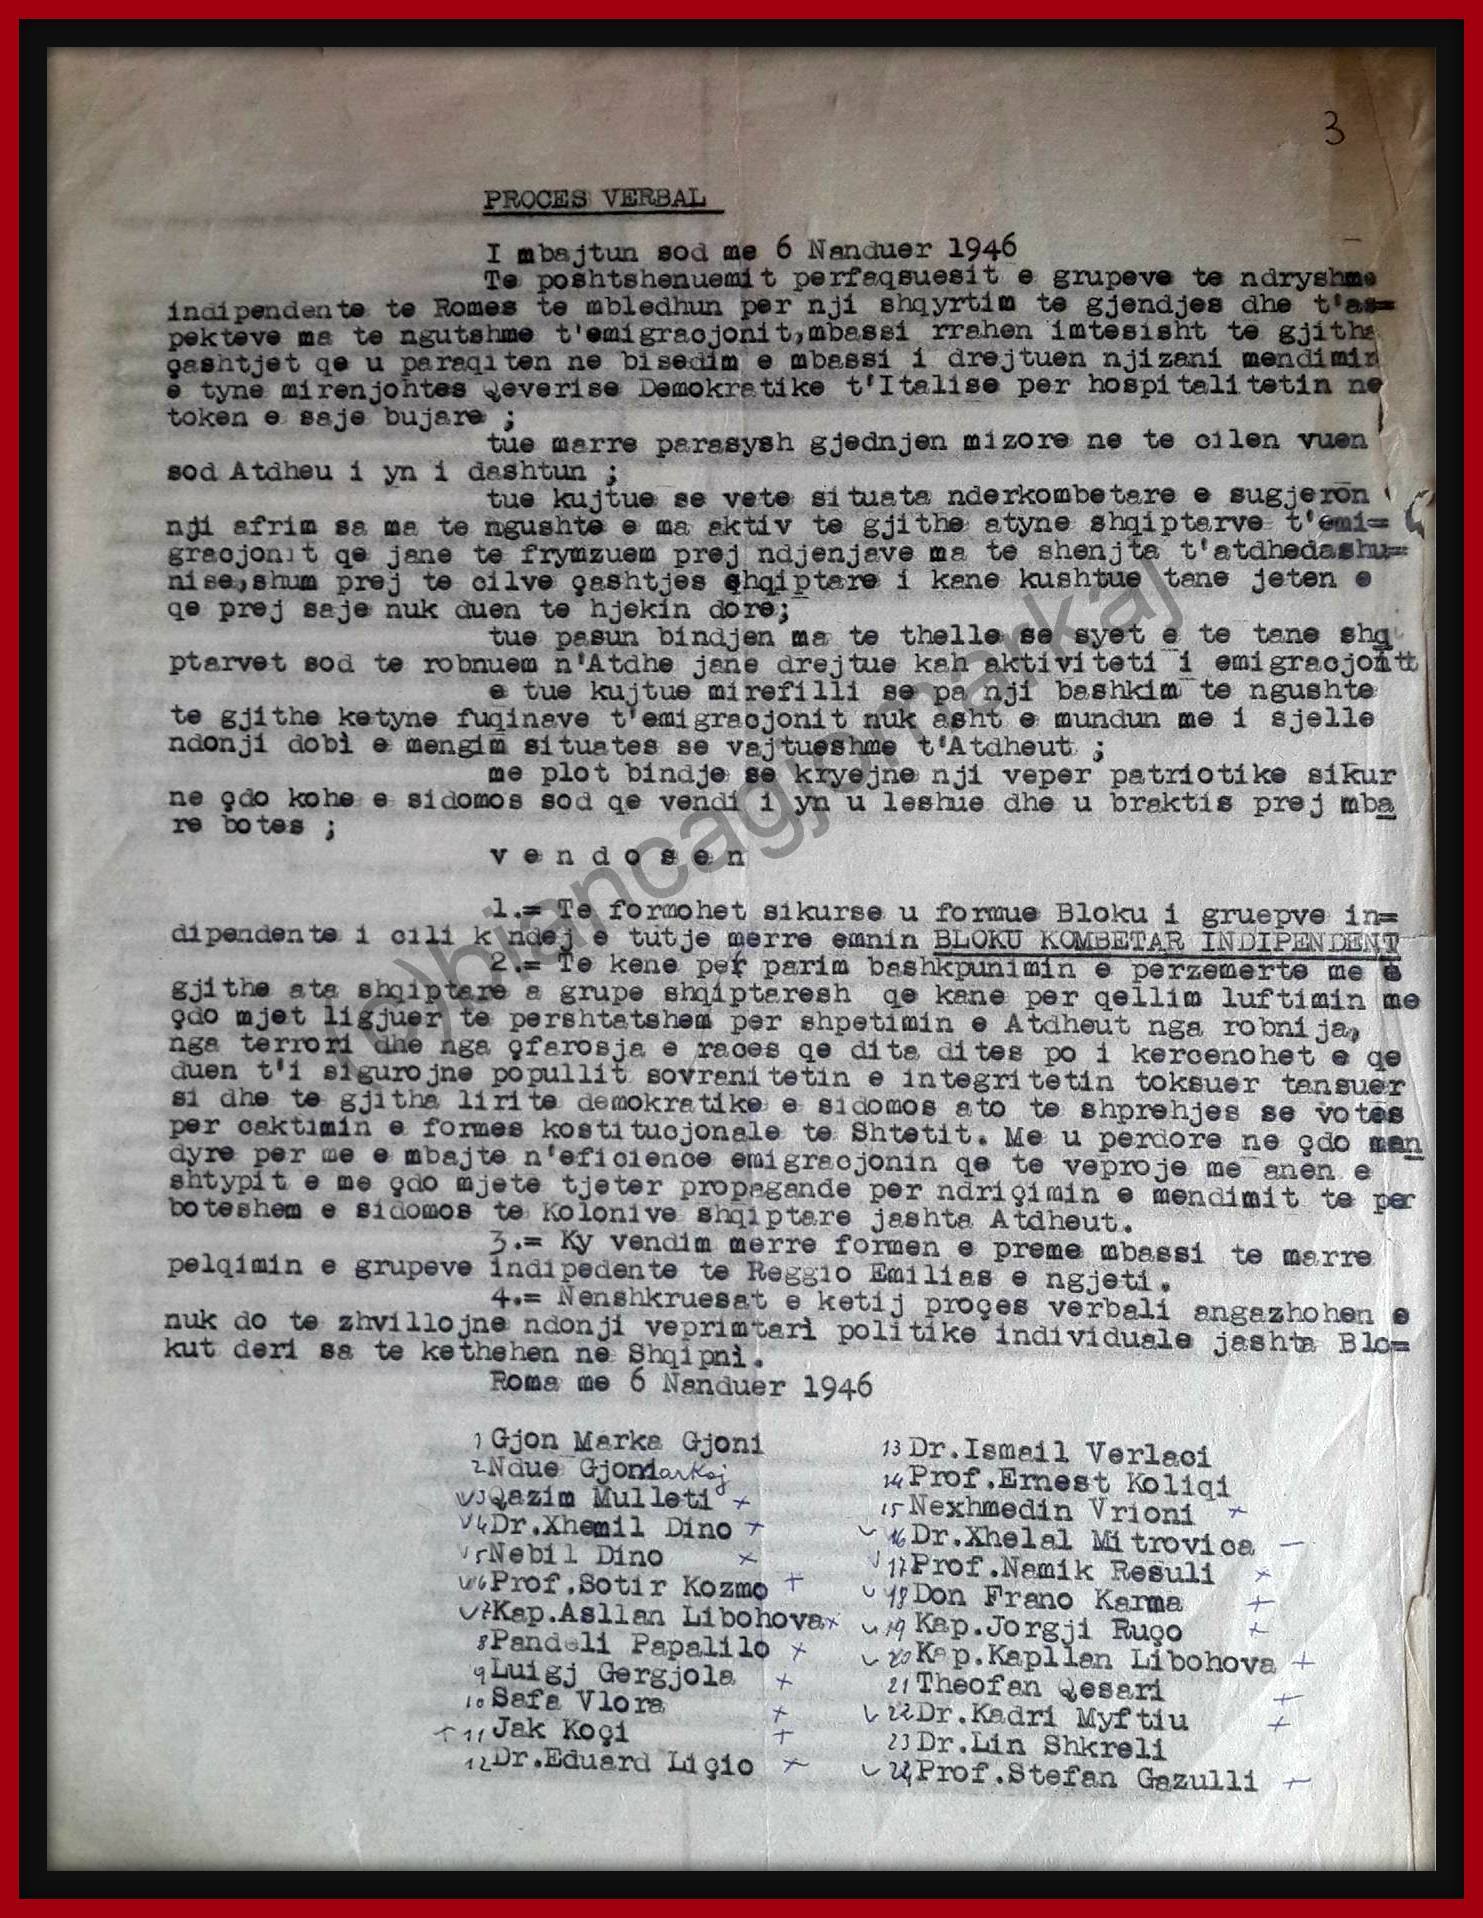 3
PROCES VERBAL
I mbajtun sod me 6 Nanduer 1946
Te poshtshenuemit perfaqsuesit e grupeve te ndryshme
indipendente te Romes te mbledhun per nji shqyrtim te gjendjes dhe t'as=
pekteve ma te ngutshme t'emigracjonit,mbassi rrahen imtesisht te gjitha
çashtjet qe u paraqiten ne bisedim e mbassi i drejtuen njizani mendimin
e tyne mirenjohtes Qeverise Demokratike t'Italise per hospitalitetin ne
token e saje bujare ;
tue marre parasysh gjednjen mizore ne te cilen vuen
sod Atdheu i yn i dashtun ;
tue kujtue se vete situata nderkombetare e sugjeron
nji afrim sa ma te ngushte e ma aktiv te gjithe atyne shqiptarve t'emi=
gracjonit qe jane te frymzuem prej ndjenjave ma te shenjta t'atdhedashu=
nise,shum prej te cilve çashtjes shqiptare i kane kushtue tane jeten e
qe prej saje nuk duen te hjekin dore;
tue pasun bindjen ma te thelle se syet e te tane shq
ptarvet sod te robnuem n'Atdhe jane drejtue kah aktiviteti i emigracjonit
e tue kujtue mirefilli se pa nji bashkim te ngushte
te gjithe ketyne fuqinave t'emigracjonit nuk asht e mundun me i sjelle
ndonji dobi e mengim situates se vajtueshme t'Atdheut ;
me plot bindje se kryejne nji veper patriotike sikur
ne çdo kohe e sidomos sod qe vendi i yn u leshue dhe u braktis prej mba
re botes ;
v e n d o s e n
1.= Te formohet sikurse u formue Bloku i gruepve in=
dipendente i cili k ndej e tutje merre emnin BLOKU KOMBETAR INDIPENDENT
2.= Te kene per parim bashkpunimin e perzemerte me e
gjithe ata shqiptare a grupe shqiptaresh qe kane per qellim luftimin me
çdo mjet ligjuer te pershtatshem per shpetimin e Atdheut nga robnija,
nga terrori dhe nga çfarosja e races qe dita dites po i kercenohet e qe
duen t'i sigurojne popullit sovranitetin e integritetin toksuer tansuer
si dhe te gjitha lirite demokratike e sidomos ato te shprehjes se votes
per caktimin e formes kostitucjonale te Shtetit. Me u perdore ne çdo man
dyre per me e mbajte n'eficience emigracjonin qe te veproje me anen e
shtypit e me çdo mjete tjeter propagande per ndriçimin e mendimit te per
boteshem e sidomos te Kolonive shqiptare jashta Atdheut.
3.= Ky vendim merre formen e preme mbassi te marre
pelqimin e grupeve indipedente te Reggio Emilias e ngjeti.
4.= Nenshkruesat e ketij proçes verbali angazhohen e
nuk do te zhvillojne ndonji veprimtari politike individuale jashta Blo=
kut deri sa te kethehen ne Shqipni.
Roma me 6 Nanduer 1946
1 Gjon Marka Gjoni
2 Ndue Gjomarkaj
3 Qazim Mulleti +
4 Dr.Xhemil Dino +
5 Nebil Dino ×
6 Prof.Sotir Kozmo +
7 Kap.Asllan Libohova ×
8 Pandeli Papalilo ×
9 Luigj Gergjola +
10 Safa Vlora +
+ 11 Jak Koçi +
12 Dr.Eduard Liçio ×
13 Dr.Ismail Verlaci
14 Prof.Ernest Koliqi
15 Nexhmedin Vrioni +
16 Dr.Xhelal Mitrovica –
17 Prof.Namik Resuli ×
18 Don Frano Karma +
19 Kap.Jorgji Ruço +
20 Kap.Kapllan Libohova +
21 Theofan Qesari +
22 Dr.Kadri Myftiu +
23 Dr.Lin Shkreli
24 Prof.Stefan Gazulli +
biancagjomarkaj